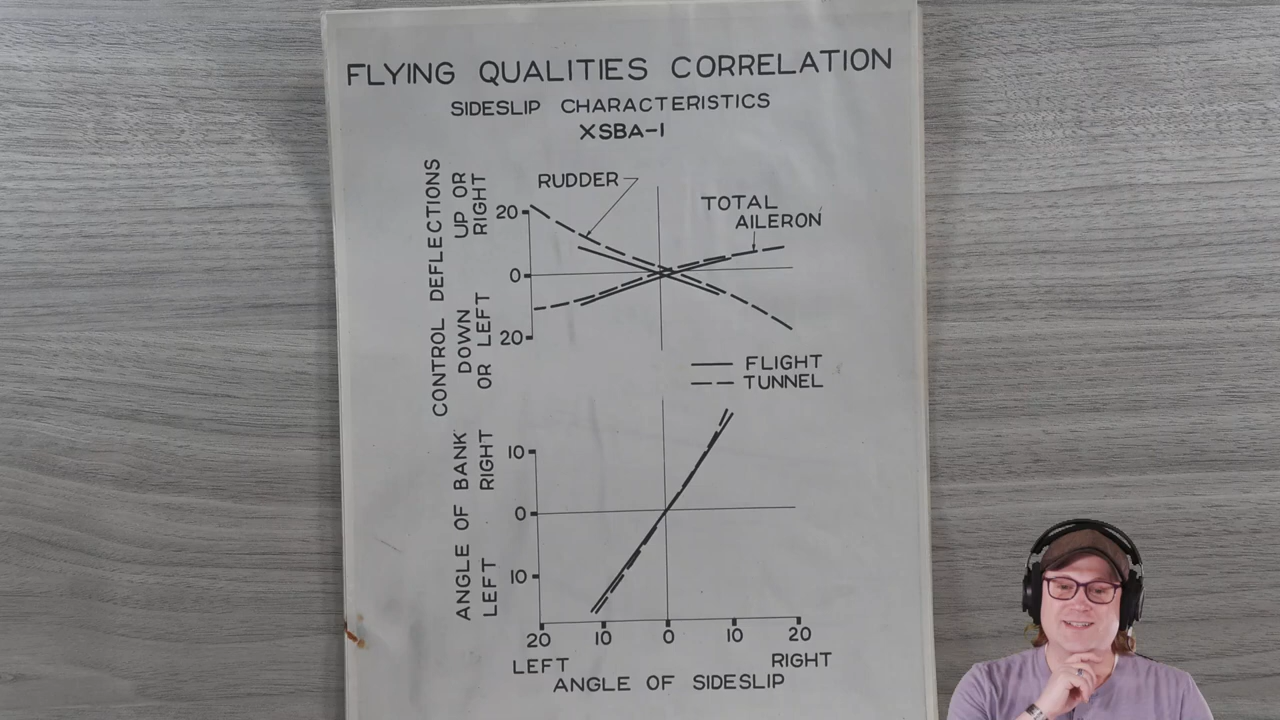 FLYING QUALITIES CORRELATION
SIDESLIP CHARACTERISTICS
XSBA-1
CONTROL DEFLECTIONS
UP OR
RIGHT
DOWN
OR LEFT
20
0
20
RUDDER
TOTAL
AILERON
FLIGHT
TUNNEL
ANGLE OF BANK
LEFT RIGHT
10
0
10
20 10 0 10 20
LEFT RIGHT
ANGLE OF SIDESLIP